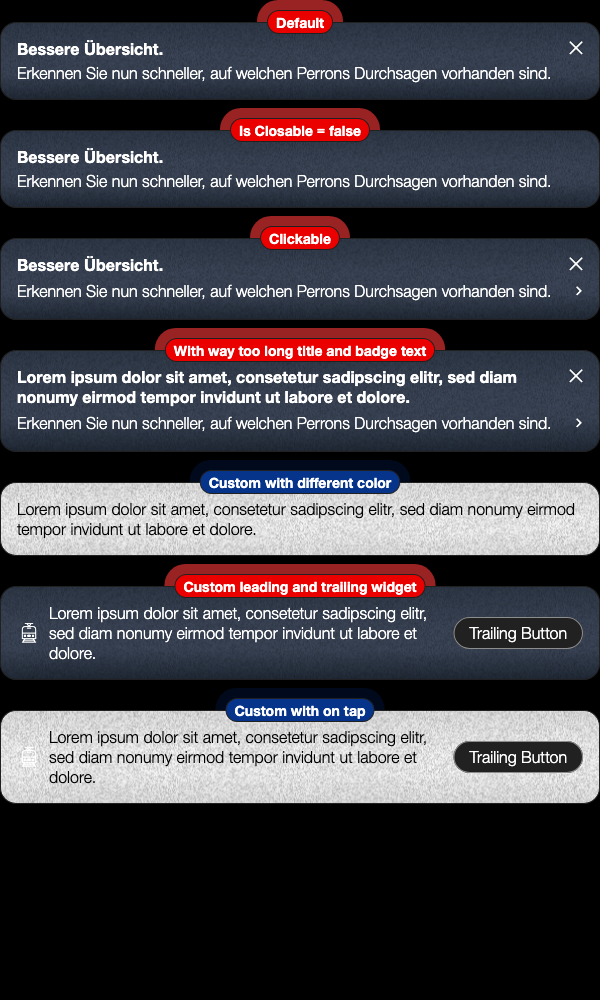 Default
Bessere Übersicht.
Erkennen Sie nun schneller, auf welchen Perrons Durchsagen vorhanden sind.
Is Closable = false
Bessere Übersicht.
Erkennen Sie nun schneller, auf welchen Perrons Durchsagen vorhanden sind.
Clickable
Bessere Übersicht.
Erkennen Sie nun schneller, auf welchen Perrons Durchsagen vorhanden sind.
With way too long title and badge text
Lorem ipsum dolor sit amet, consetetur sadipscing elitr, sed diam
nonumy eirmod tempor invidunt ut labore et dolore.
Erkennen Sie nun schneller, auf welchen Perrons Durchsagen vorhanden sind.
Custom with different color
Lorem ipsum dolor sit amet, consetetur sadipscing elitr, sed diam nonumy eirmod
tempor invidunt ut labore et dolore.
Custom leading and trailing widget
Lorem ipsum dolor sit amet, consetetur sadipscing elitr,
sed diam nonumy eirmod tempor invidunt ut labore et
dolore.
Trailing Button
Custom with on tap
Lorem ipsum dolor sit amet, consetetur sadipscing elitr,
sed diam nonumy eirmod tempor invidunt ut labore et
dolore.
Trailing Button